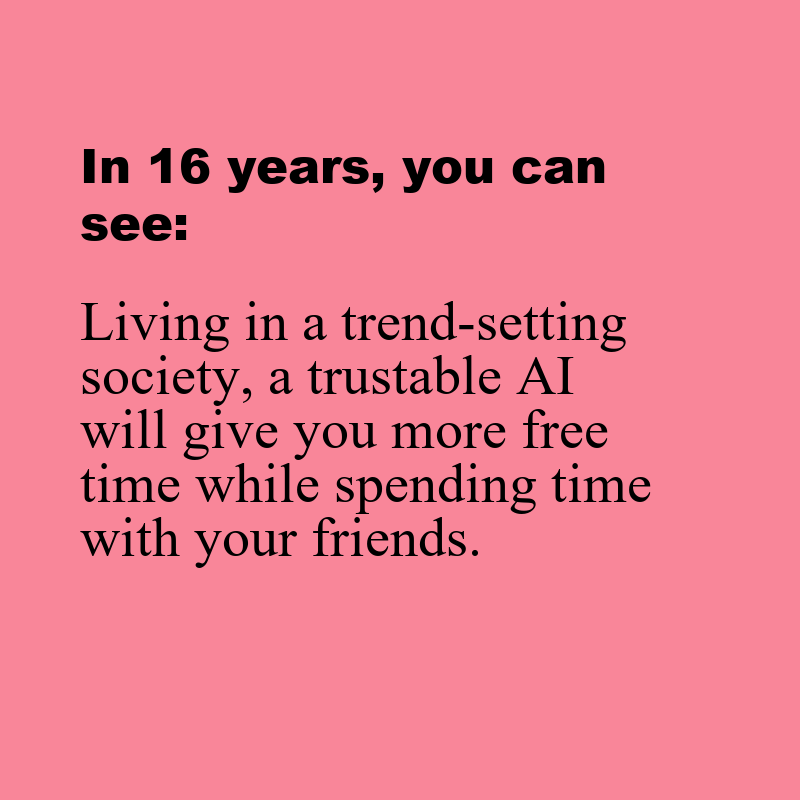 In 16 years, you can
see:
Living in a trend-setting
society, a trustable AI
will give you more free
time while spending time
with your friends.